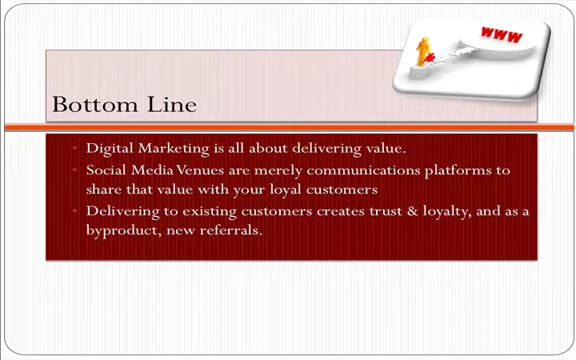 WWW
Bottom Line
Digital Marketing is all about delivering value.
Social Media Venues are merely communications platforms to
share that value with your loyal customers
Delivering to existing customers creates trust & loyalty, and as a
byproduct, new referrals.